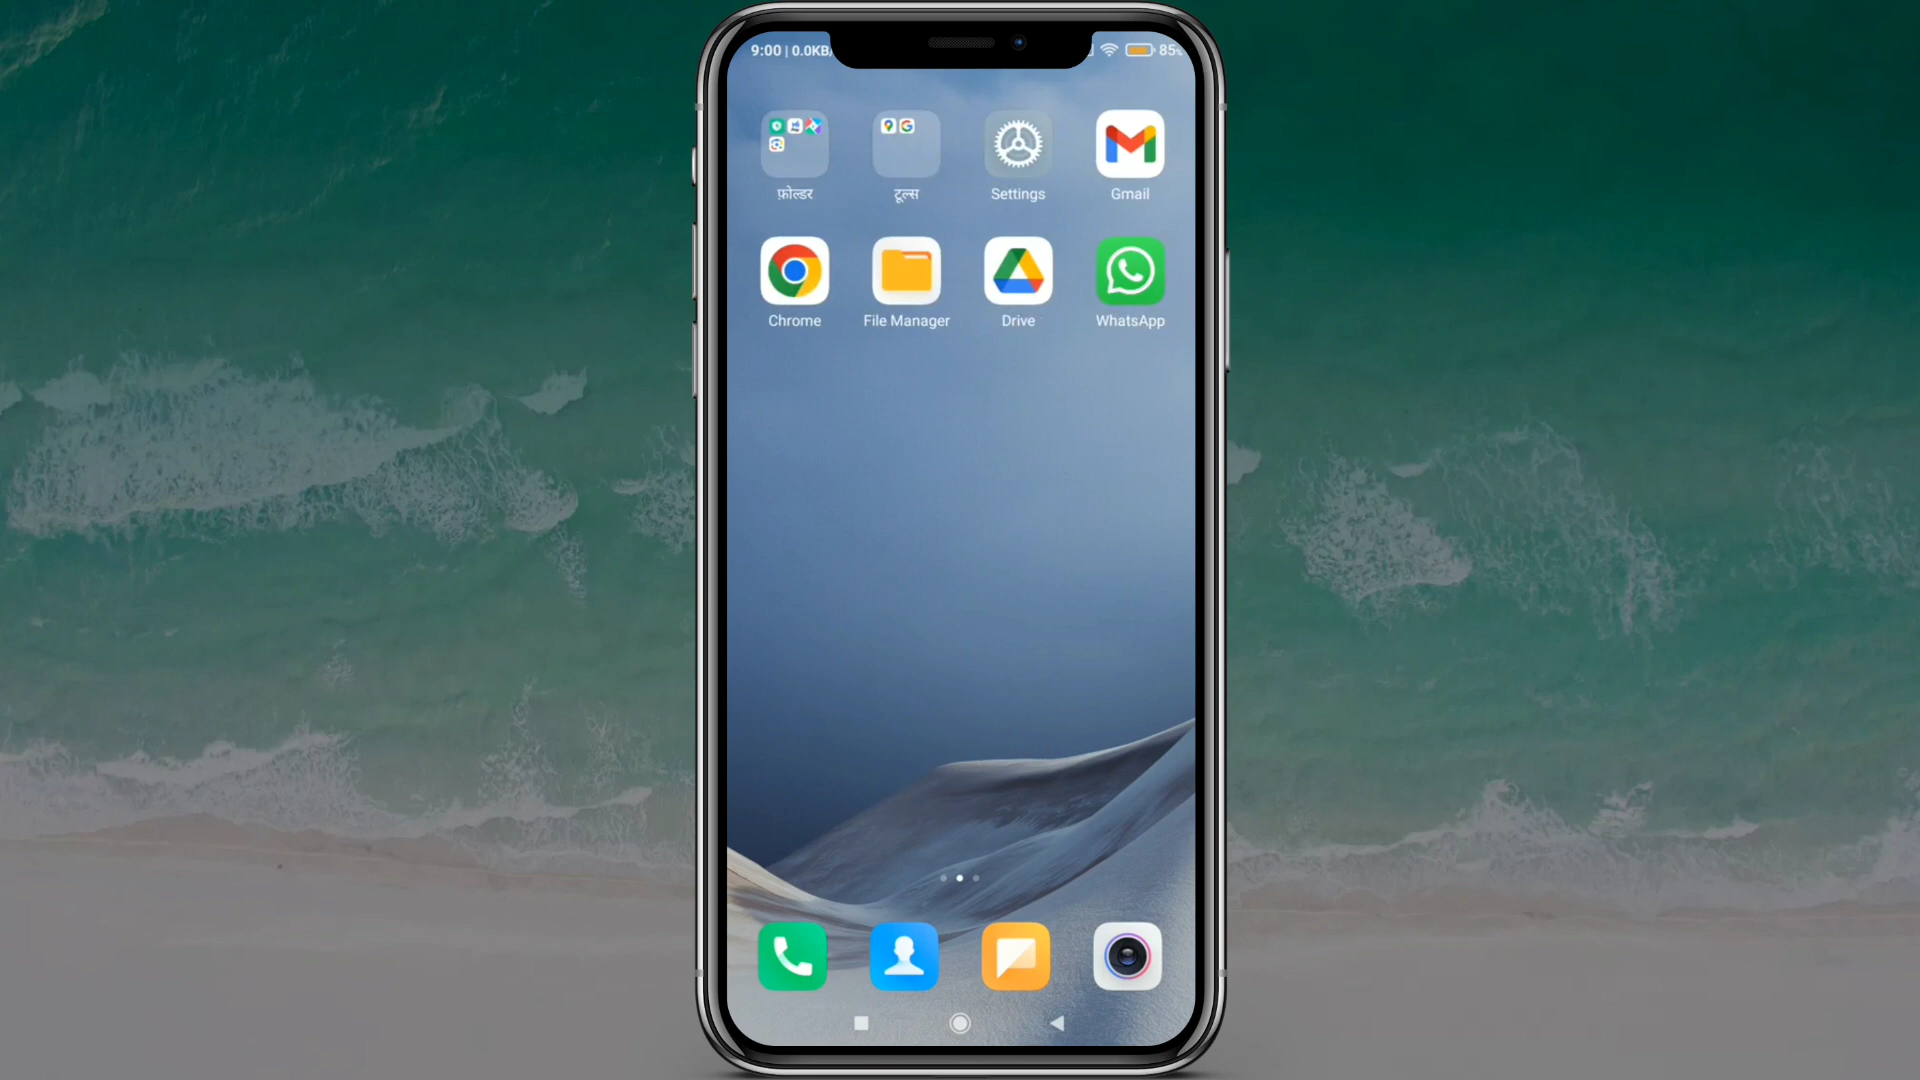 9:00 | 0.0KB/
85%
फ़ोल्डर
टूल्स
Settings
Gmail
Chrome
File Manager
Drive
WhatsApp